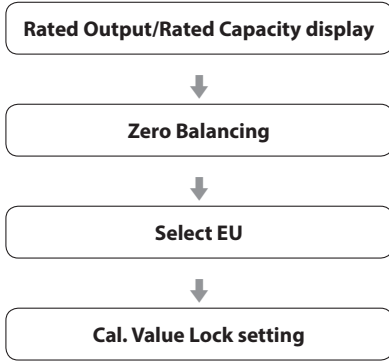 Rated Output/Rated Capacity display
Zero Balancing
Select EU
Cal. Value Lock setting